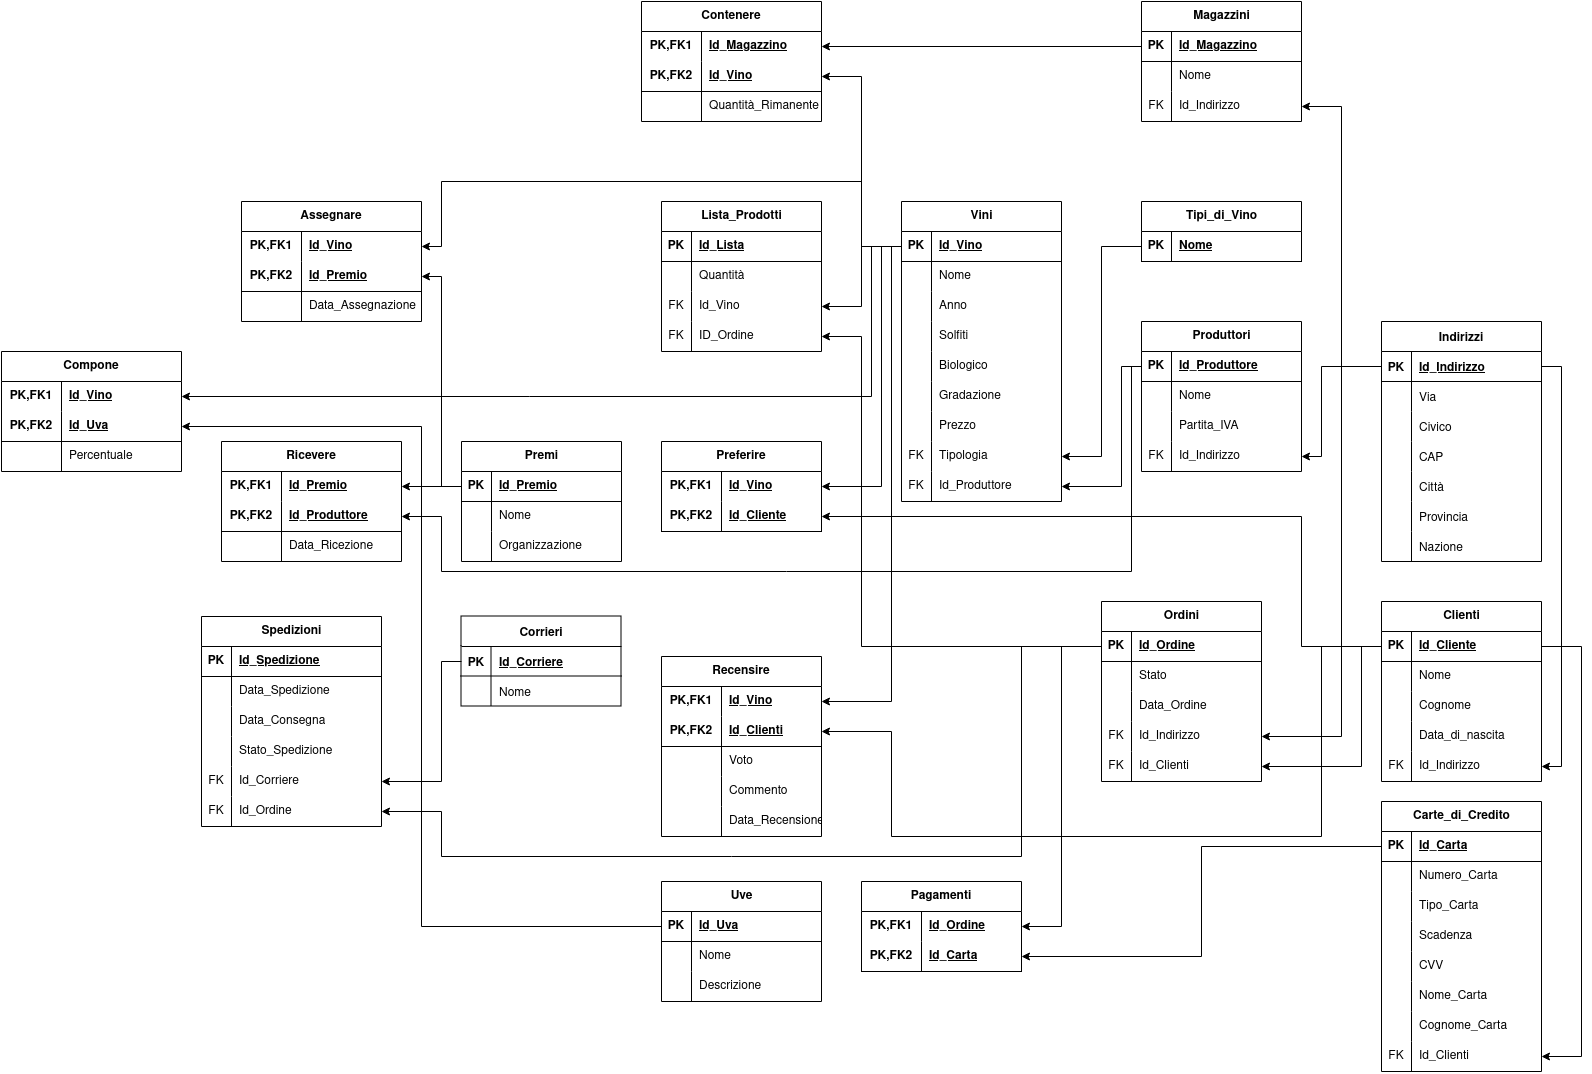 Contenere
PK,FK1 Id_Magazzino
PK,FK2 Id_Vino
Quantità_Rimanente
Magazzini
PK Id_Magazzino
Nome
FK Id_Indirizzo
Assegnare
PK,FK1 Id_Vino
PK,FK2 Id_Premio
Data_Assegnazione
Lista_Prodotti
PK Id_Lista
Quantità
FK Id_Vino
FK ID_Ordine
Vini
PK Id_Vino
Nome
Anno
Solfiti
Biologico
Gradazione
Prezzo
FK Tipologia
FK Id_Produttore
Tipi_di_Vino
PK Nome
Produttori
PK Id_Produttore
Nome
Partita_IVA
FK Id_Indirizzo
Indirizzi
PK Id_Indirizzo
Via
Civico
CAP
Città
Provincia
Nazione
Compone
PK,FK1 Id_Vino
PK,FK2 Id_Uva
Percentuale
Ricevere
PK,FK1 Id_Premio
PK,FK2 Id_Produttore
Data_Ricezione
Premi
PK Id_Premio
Nome
Organizzazione
Preferire
PK,FK1 Id_Vino
PK,FK2 Id_Cliente
Spedizioni
PK Id_Spedizione
Data_Spedizione
Data_Consegna
Stato_Spedizione
FK Id_Corriere
FK Id_Ordine
Corrieri
PK Id_Corriere
Nome
Recensire
PK,FK1 Id_Vino
PK,FK2 Id_Clienti
Voto
Commento
Data_Recensione
Ordini
PK Id_Ordine
Stato
Data_Ordine
FK Id_Indirizzo
FK Id_Clienti
Clienti
PK Id_Cliente
Nome
Cognome
Data_di_nascita
FK Id_Indirizzo
Uve
PK Id_Uva
Nome
Descrizione
Pagamenti
PK,FK1 Id_Ordine
PK,FK2 Id_Carta
Carte_di_Credito
PK Id_Carta
Numero_Carta
Tipo_Carta
Scadenza
CVV
Nome_Carta
Cognome_Carta
FK Id_Clienti